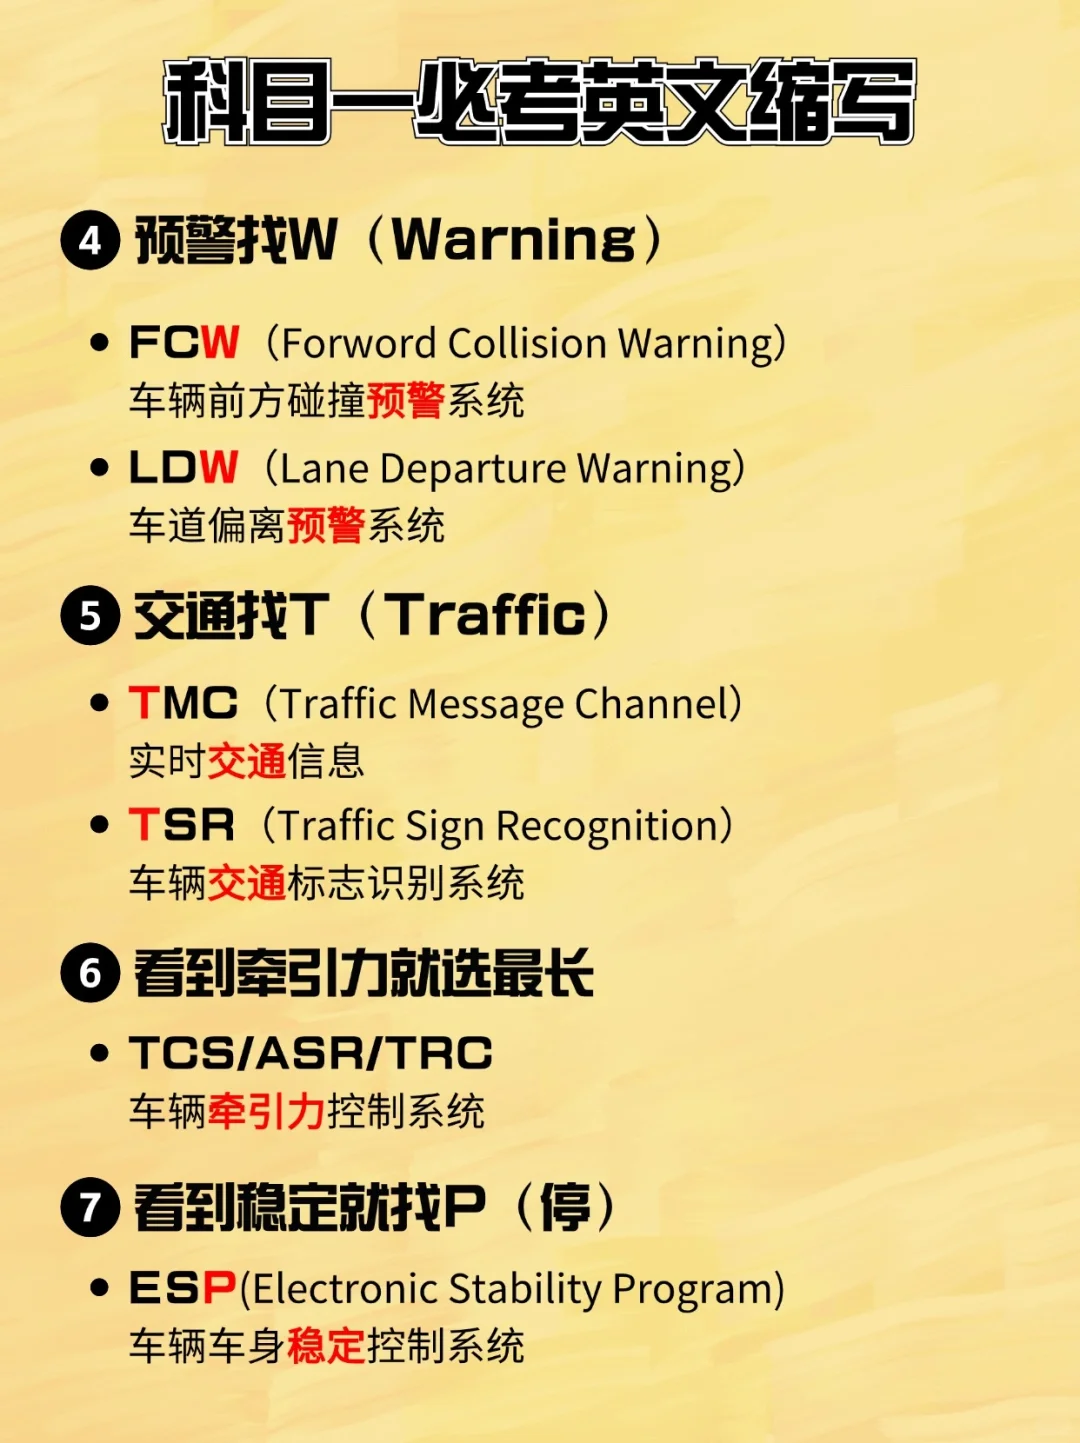 科目一必考英文缩写
4 预警找W（Warning）
• FCW（Forword Collision Warning）
车辆前方碰撞预警系统
• LDW（Lane Departure Warning）
车道偏离预警系统
5 交通找T（Traffic）
• TMC（Traffic Message Channel）
实时交通信息
• TSR（Traffic Sign Recognition）
车辆交通标志识别系统
6 看到牵引力就选最长
• TCS/ASR/TRC
车辆牵引力控制系统
7 看到稳定就找P（停）
• ESP(Electronic Stability Program)
车辆车身稳定控制系统